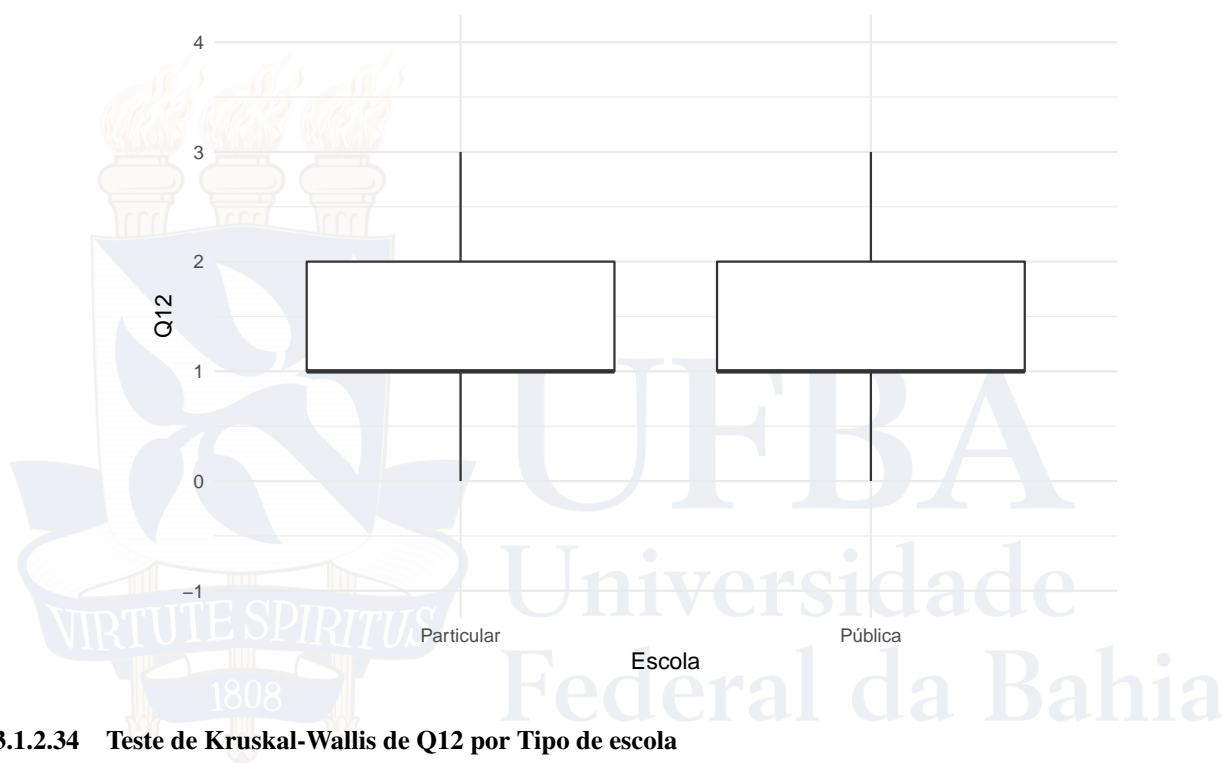 4
3
2
1
0
−1
Q12
Particular Pública
Escola
UFBA
Universidade
Federal da Bahia
VIRTUTE SPIRITUS
1808
3.1.2.34 Teste de Kruskal-Wallis de Q12 por Tipo de escola